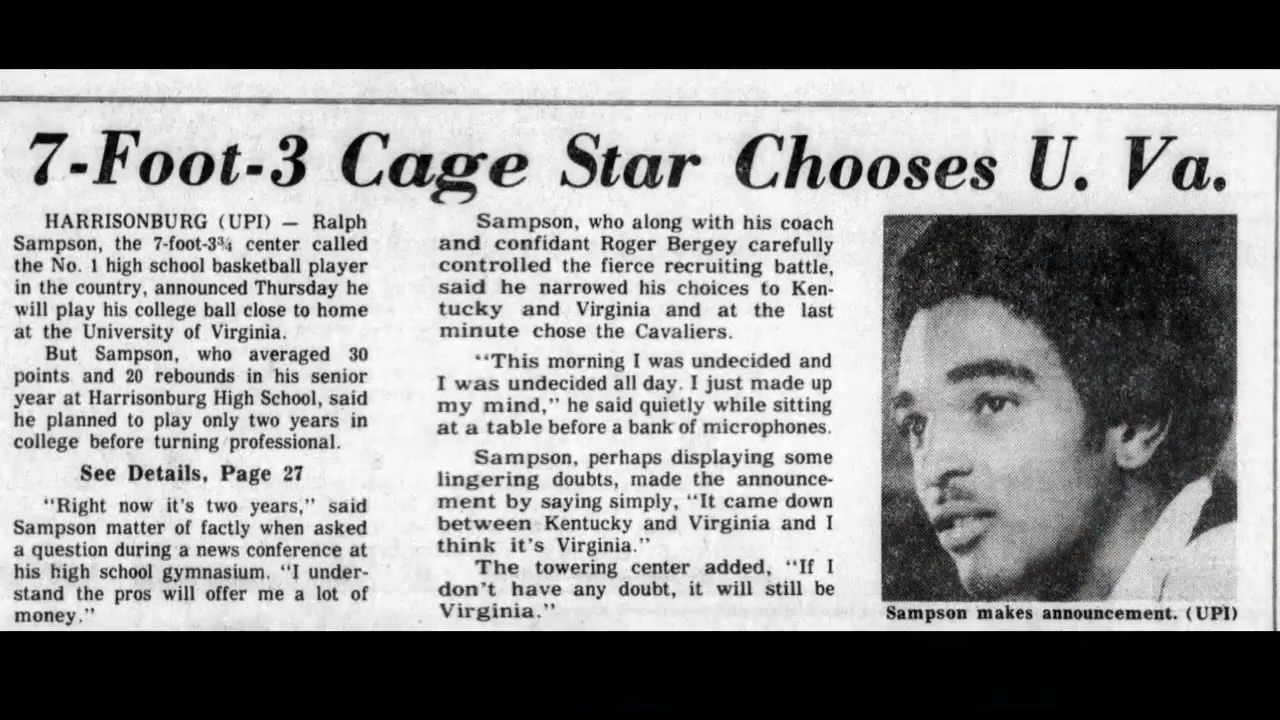 7-Foot-3 Cage Star Chooses U. Va.
HARRISONBURG (UPI) — Ralph
Sampson, the 7-foot-3¾ center called
the No. 1 high school basketball player
in the country, announced Thursday he
will play his college ball close to home
at the University of Virginia.
But Sampson, who averaged 30
points and 20 rebounds in his senior
year at Harrisonburg High School, said
he planned to play only two years in
college before turning professional.
See Details, Page 27
"Right now it's two years," said
Sampson matter of factly when asked
a question during a news conference at
his high school gymnasium. "I under-
stand the pros will offer me a lot of
money."
Sampson, who along with his coach
and confidant Roger Bergey carefully
controlled the fierce recruiting battle,
said he narrowed his choices to Ken-
tucky and Virginia and at the last
minute chose the Cavaliers.
"This morning I was undecided and
I was undecided all day. I just made up
my mind," he said quietly while sitting
at a table before a bank of microphones.
Sampson, perhaps displaying some
lingering doubts, made the announce-
ment by saying simply, "It came down
between Kentucky and Virginia and I
think it's Virginia."
The towering center added, "If I
don't have any doubt, it will still be
Virginia."
Sampson makes announcement. (UPI)